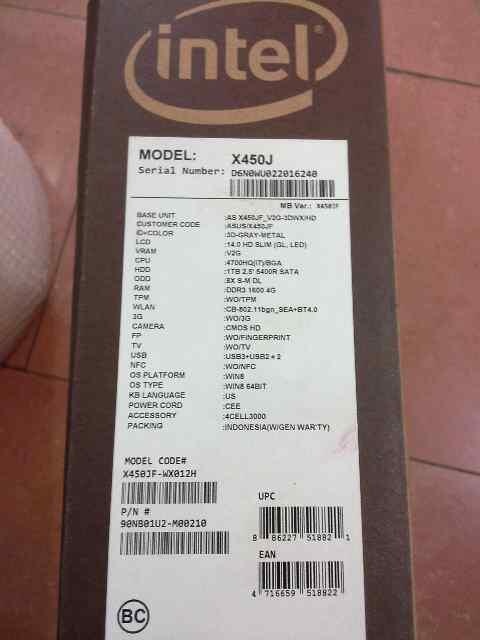 intel
MODEL: X450J
Serial Number: D6N0WU022016240
MB Ver.: X450JF
BASE UNIT :AS X450JF_V2G-3DWX/HD
CUSTOMER CODE :ASUS/X450JF
ID=COLOR :3D-GRAY-METAL
LCD :14.0 HD SLIM (GL, LED)
VRAM :V2G
CPU :4700HQ(IT)/BGA
HDD :1TB 2.5' 5400R SATA
ODD :8X S-M DL
RAM :DDR3 1600 4G
TPM :WO/TPM
WLAN :CB-802.11bgn_SEA+BT4.0
3G :WO/3G
CAMERA :CMOS HD
FP :WO/FINGERPRINT
TV :WO/TV
USB :USB3+USB2*2
NFC :WO/NFC
OS PLATFORM :WIN8
OS TYPE :WIN8 64BIT
KB LANGUAGE :US
POWER CORD :CEE
ACCESSORY :4CELL3000
PACKING :INDONESIA(W/GEN WAR'TY)
MODEL CODE#
X450JF-WX012H
P/N #
90NB01U2-M00210
UPC
8 86227 51882 1
EAN
4 716659 518822
BC